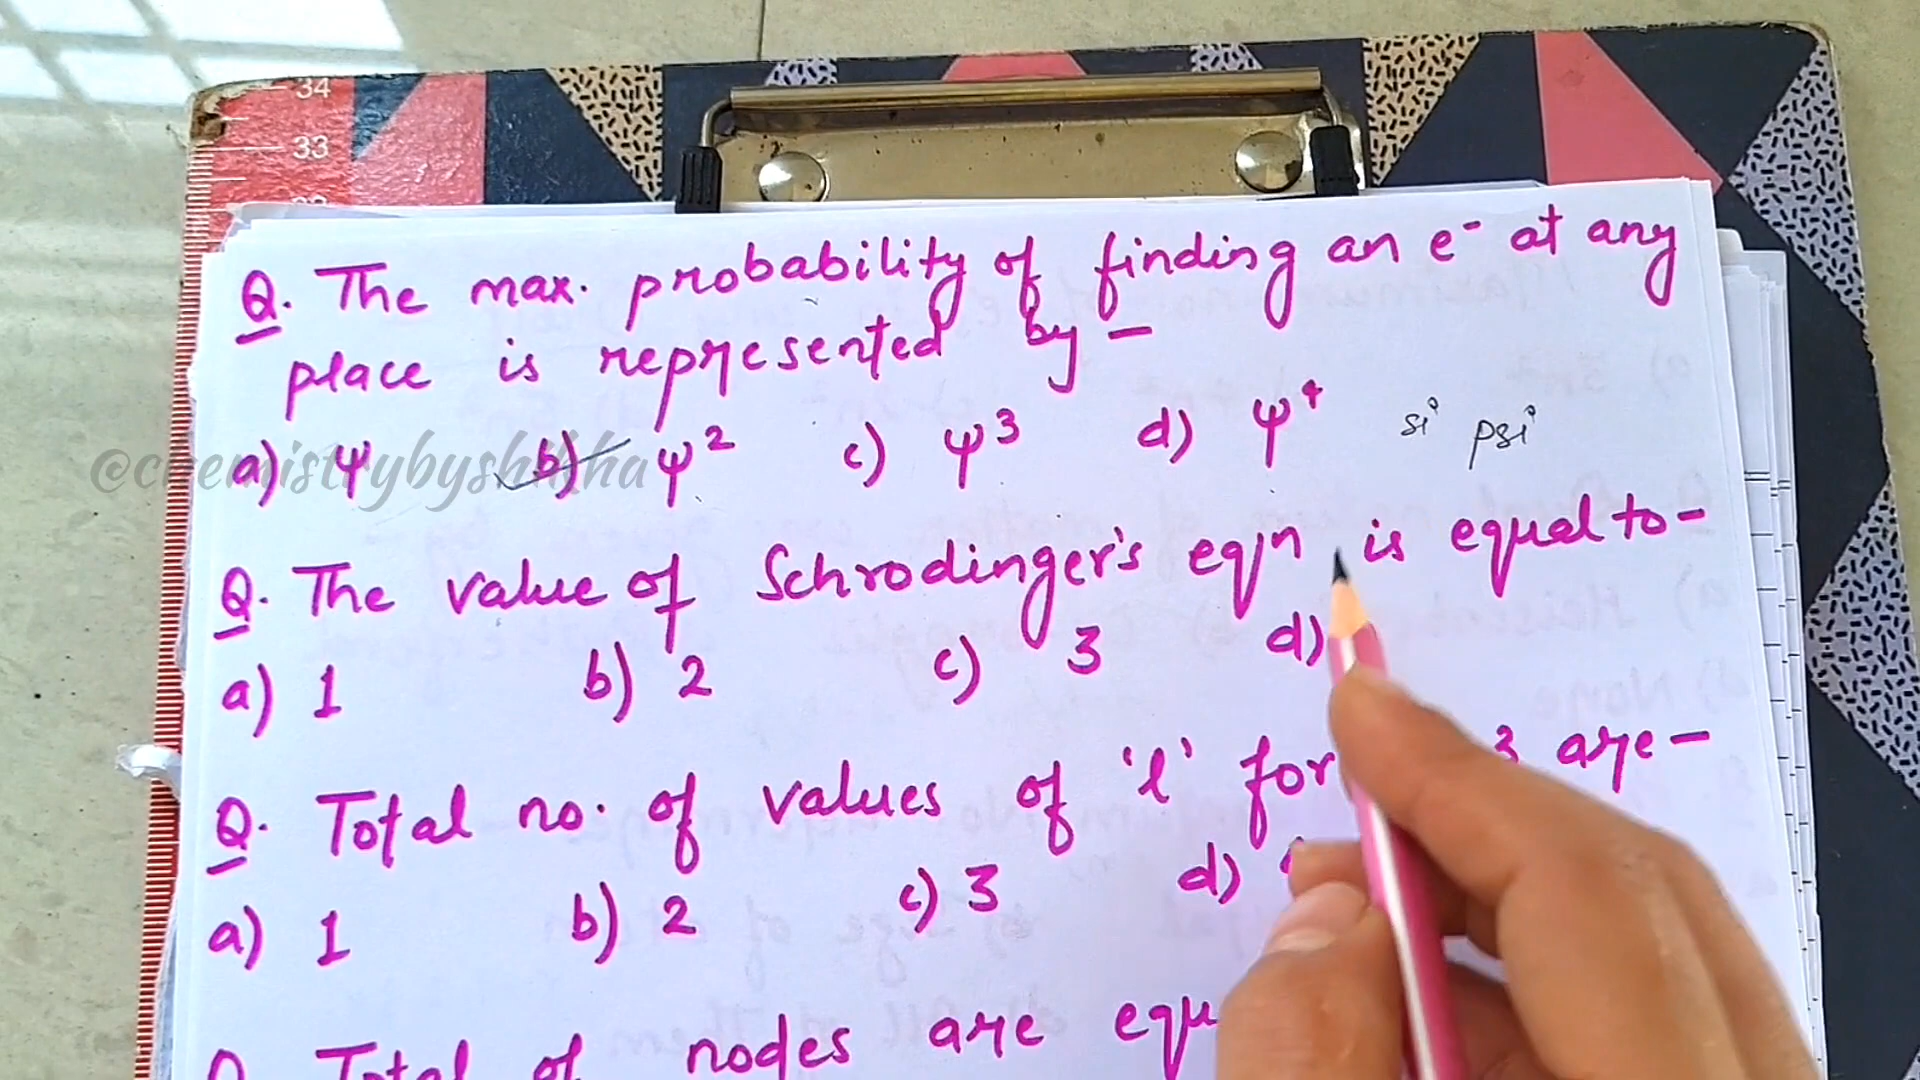 34
33
Q. The max. probability of finding an e⁻ at any
place is represented by –
a) ψ b) ψ² c) ψ³ d) ψ⁴ si psi
@chemistrybyshikha
Q. The value of Schrodinger's eqn is equal to –
a) 1 b) 2 c) 3 d)
Q. Total no. of values of 'l' for 3 are –
a) 1 b) 2 c) 3 d)
Q. Total of nodes are